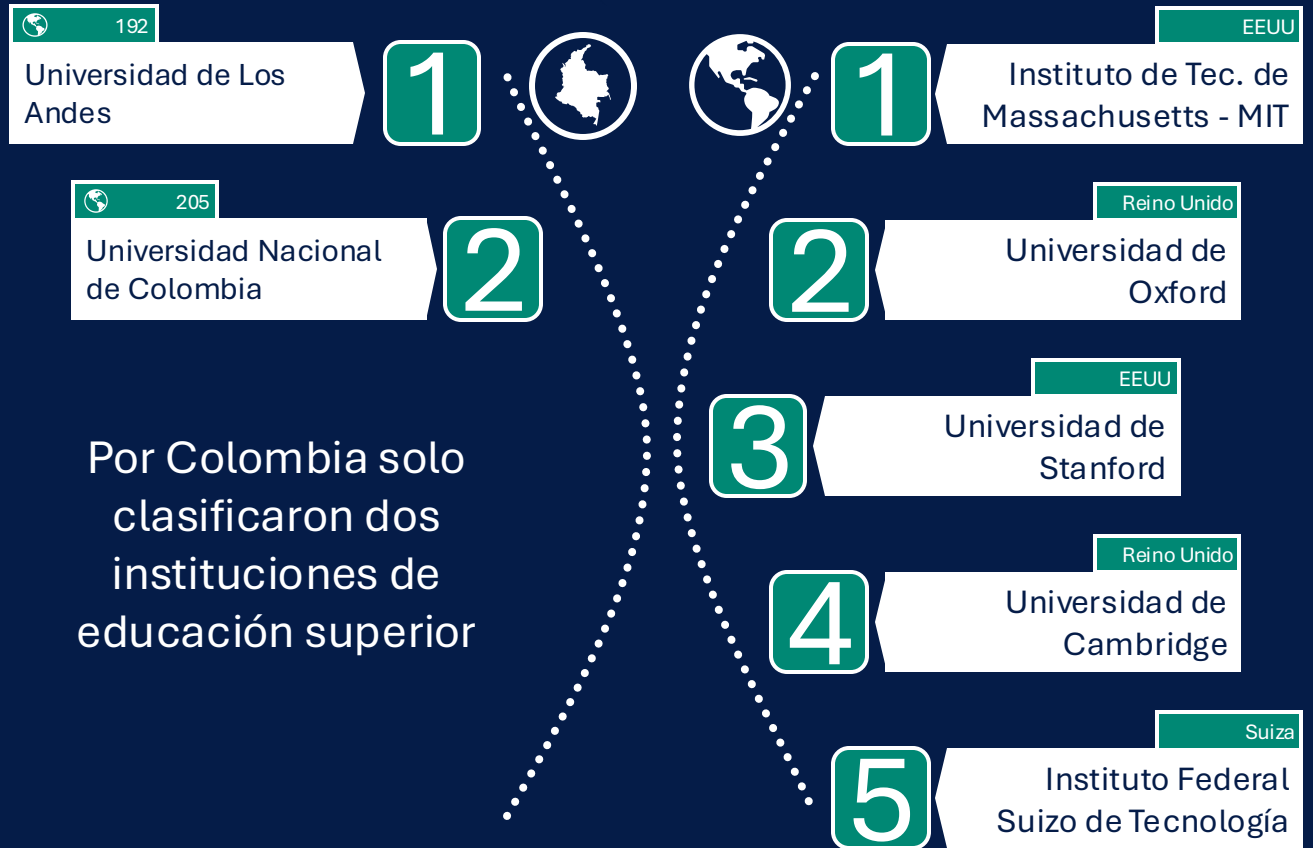 192
Universidad de Los
Andes
1
205
Universidad Nacional
de Colombia
2
Por Colombia solo
clasificaron dos
instituciones de
educación superior
EEUU
1
Instituto de Tec. de
Massachusetts - MIT
Reino Unido
2
Universidad de
Oxford
EEUU
3
Universidad de
Stanford
Reino Unido
4
Universidad de
Cambridge
Suiza
5
Instituto Federal
Suizo de Tecnología